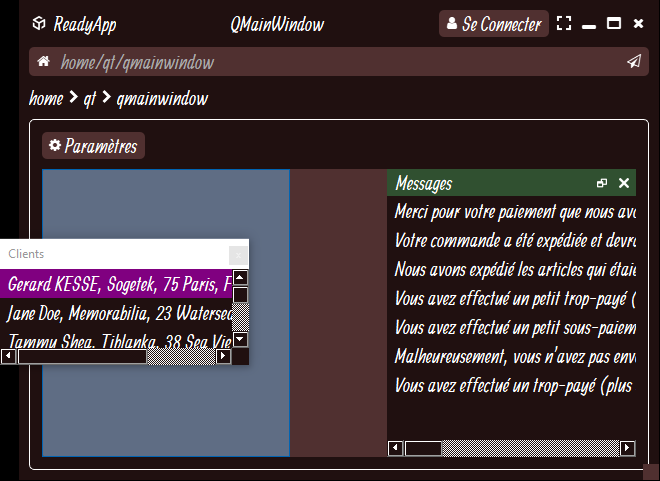 ReadyApp QMainWindow Se Connecter
home/qt/qmainwindow
home > qt > qmainwindow
Paramètres
Messages
Merci pour votre paiement que nous avo
Votre commande a été expédiée et devra
Nous avons expédié les articles qui étaie
Vous avez effectué un petit trop-payé (
Vous avez effectué un petit sous-paiem
Malheureusement, vous n'avez pas envo
Vous avez effectué un trop-payé (plus
Clients
Gerard KESSE, Sogetek, 75 Paris, F
Jane Doe, Memorabilia, 23 Watersed
Tammy Shea, Tiblanka, 38 Sea Vie